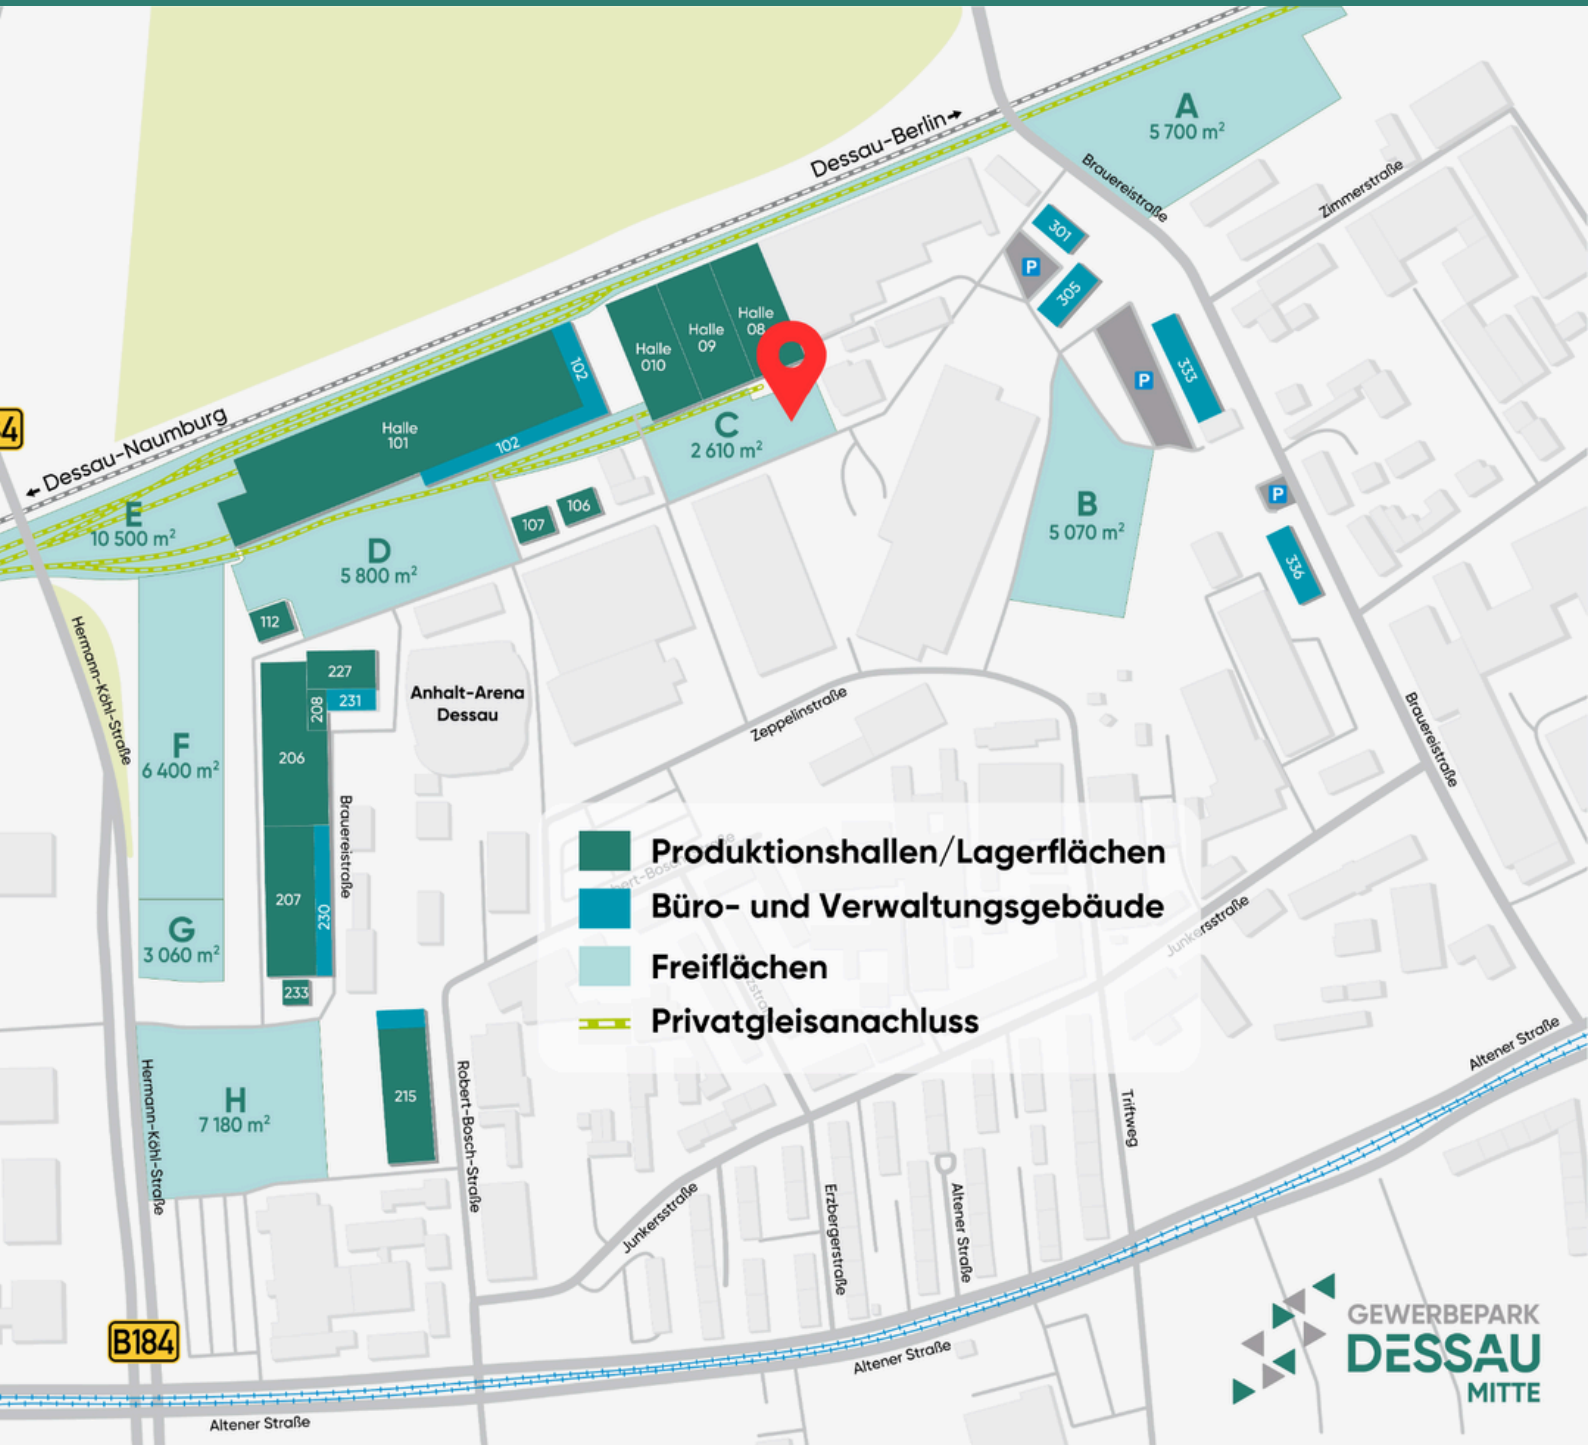 A
5 700 m²
Dessau-Berlin→
Brauereistraße
Zimmerstraße
301
P
305
Halle
08
Halle
09
Halle
010
102
P
333
4
←Dessau-Naumburg
Halle
101
102
C
2 610 m²
E
10 500 m²
P
B
5 070 m²
106
107
D
5 800 m²
336
112
Hermann-Köhl-Straße
227
208
231
Anhalt-Arena
Dessau
Zeppelinstraße
Brauereistraße
F
6 400 m²
206
Brauereistraße
207
230
G
3 060 m²
233
Produktionshallen/Lagerflächen
Büro- und Verwaltungsgebäude
Freiflächen
Privatgleisanachluss
Junkersstraße
H
7 180 m²
Hermann-Köhl-Straße
215
Robert-Bosch-Straße
Altener Straße
Triftweg
Junkersstraße
Erzbergerstraße
Altener Straße
B184
Altener Straße
Altener Straße
GEWERBEPARK
DESSAU
MITTE